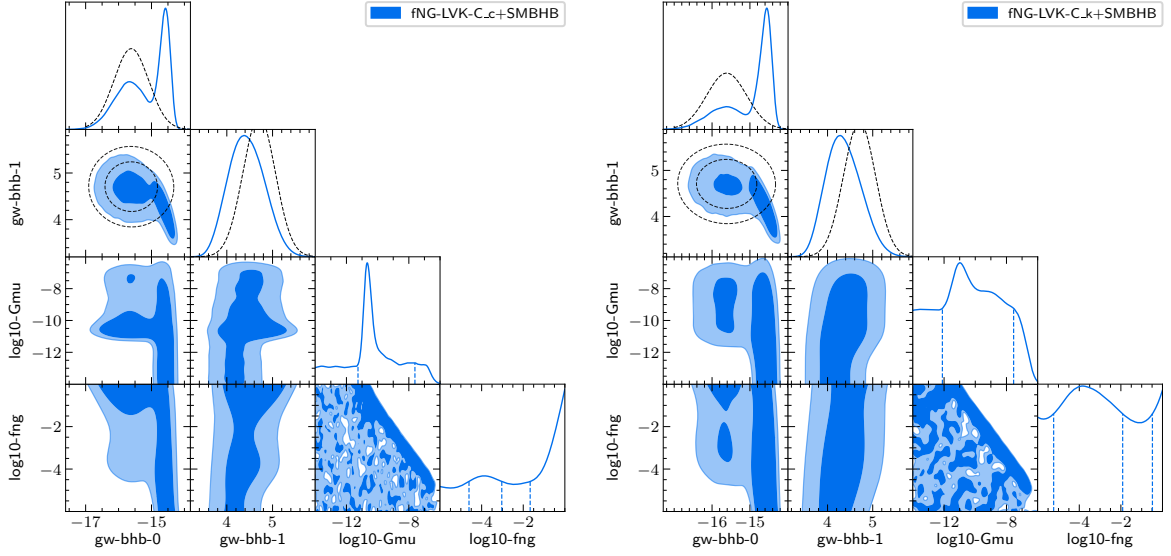 fNG-LVK-C_c+SMBHB
gw-bhb-1
5
4
log10-Gmu
−8
−10
−12
log10-fng
−2
−4
−17 −15
gw-bhb-0
4 5
gw-bhb-1
−12 −8
log10-Gmu
−4 −2
log10-fng
fNG-LVK-C_k+SMBHB
gw-bhb-1
5
4
log10-Gmu
−8
−10
−12
log10-fng
−2
−4
−16 −15
gw-bhb-0
4 5
gw-bhb-1
−12 −8
log10-Gmu
−4 −2
log10-fng